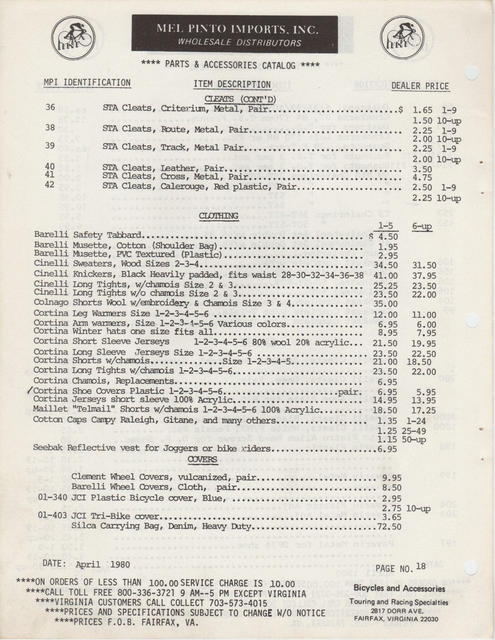 MEL PINTO IMPORTS, INC.
WHOLESALE DISTRIBUTORS
**** PARTS & ACCESSORIES CATALOG ****
MPI IDENTIFICATION ITEM DESCRIPTION DEALER PRICE
CLEATS (CONT'D)
36 STA Cleats, Criterium, Metal, Pair $ 1.65 1-9
1.50 10-up
38 STA Cleats, Route, Metal, Pair 2.25 1-9
2.00 10-up
39 STA Cleats, Track, Metal Pair 2.25 1-9
2.00 10-up
40 STA Cleats, Leather, Pair 3.50
41 STA Cleats, Cross, Metal, Pair 4.75
42 STA Cleats, Calerouge, Red plastic, Pair 2.50 1-9
2.25 10-up
CLOTHING
1-5 6-up
Barelli Safety Tabbard $ 4.50
Barelli Musette, Cotton (Shoulder Bag) 1.95
Barelli Musette, PVC Textured (Plastic) 2.95
Cinelli Sweaters, Wood Sizes 2-3-4 34.50 31.50
Cinelli Knickers, Black Heavily padded, fits waist 28-30-32-34-36-38 41.00 37.95
Cinelli Long Tights, w/chamois Size 2 & 3 25.25 23.50
Cinelli Long Tights w/o chamois Size 2 & 3 23.50 22.00
Colnago Shorts Wool w/embroidery & Chamois Size 3 & 4 35.00
Cortina Leg Warmers Size 1-2-3-4-5-6 12.00 11.00
Cortina Arm warmers, Size 1-2-3-4-5-6 Various colors 6.95 6.00
Cortina Winter hats one size fits all 8.95 7.95
Cortina Short Sleeve Jerseys 1-2-3-4-5-6 80% wool 20% acrylic 21.50 19.95
Cortina Long Sleeve Jerseys Size 1-2-3-4-5-6 23.50 22.50
Cortina Shorts w/chamois Size 1-2-3-4-5 21.00 18.50
Cortina Long Tights w/chamois 1-2-3-4-5-6 23.50 22.00
Cortina Chamois, Replacements 6.95
Cortina Shoe Covers Plastic 1-2-3-4-5-6 pair. 6.95 5.95
Cortina Jerseys short sleeve 100% Acrylic 14.95 13.95
Maillet "Telmail" Shorts w/chamois 1-2-3-4-5-6 100% Acrylic 18.50 17.25
Cotton Caps Campy Raleigh, Gitane, and many others 1.35 1-24
1.25 25-49
1.15 50-up
Seebak Reflective vest for Joggers or bike riders 6.95
COVERS
Clement Wheel Covers, vulcanized, pair 9.95
Barelli Wheel Covers, Cloth, pair 8.50
01-340 JCI Plastic Bicycle cover, Blue, 2.95
2.75 10-up
01-403 JCI Tri-Bike cover 3.65
Silca Carrying Bag, Denim, Heavy Duty 72.50
DATE: April 1980 PAGE NO. 18
****ON ORDERS OF LESS THAN 100.00 SERVICE CHARGE IS 10.00
****CALL TOLL FREE 800-336-3721 9 AM--5 PM EXCEPT VIRGINIA
****VIRGINIA CUSTOMERS CALL COLLECT 703-573-4015
****PRICES AND SPECIFICATIONS SUBJECT TO CHANGE W/O NOTICE
****PRICES F.O.B. FAIRFAX, VA.
Bicycles and Accessories
Touring and Racing Specialties
2817 DORR AVE.
FAIRFAX, VIRGINIA 22030